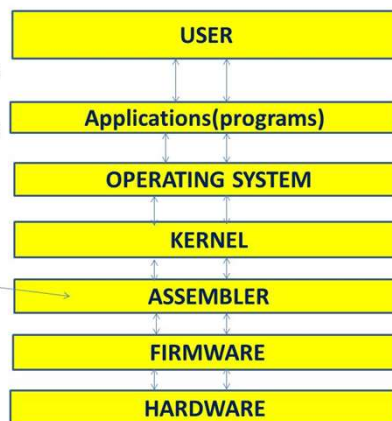 USER
Applications(programs)
OPERATING SYSTEM
KERNEL
ASSEMBLER
FIRMWARE
HARDWARE